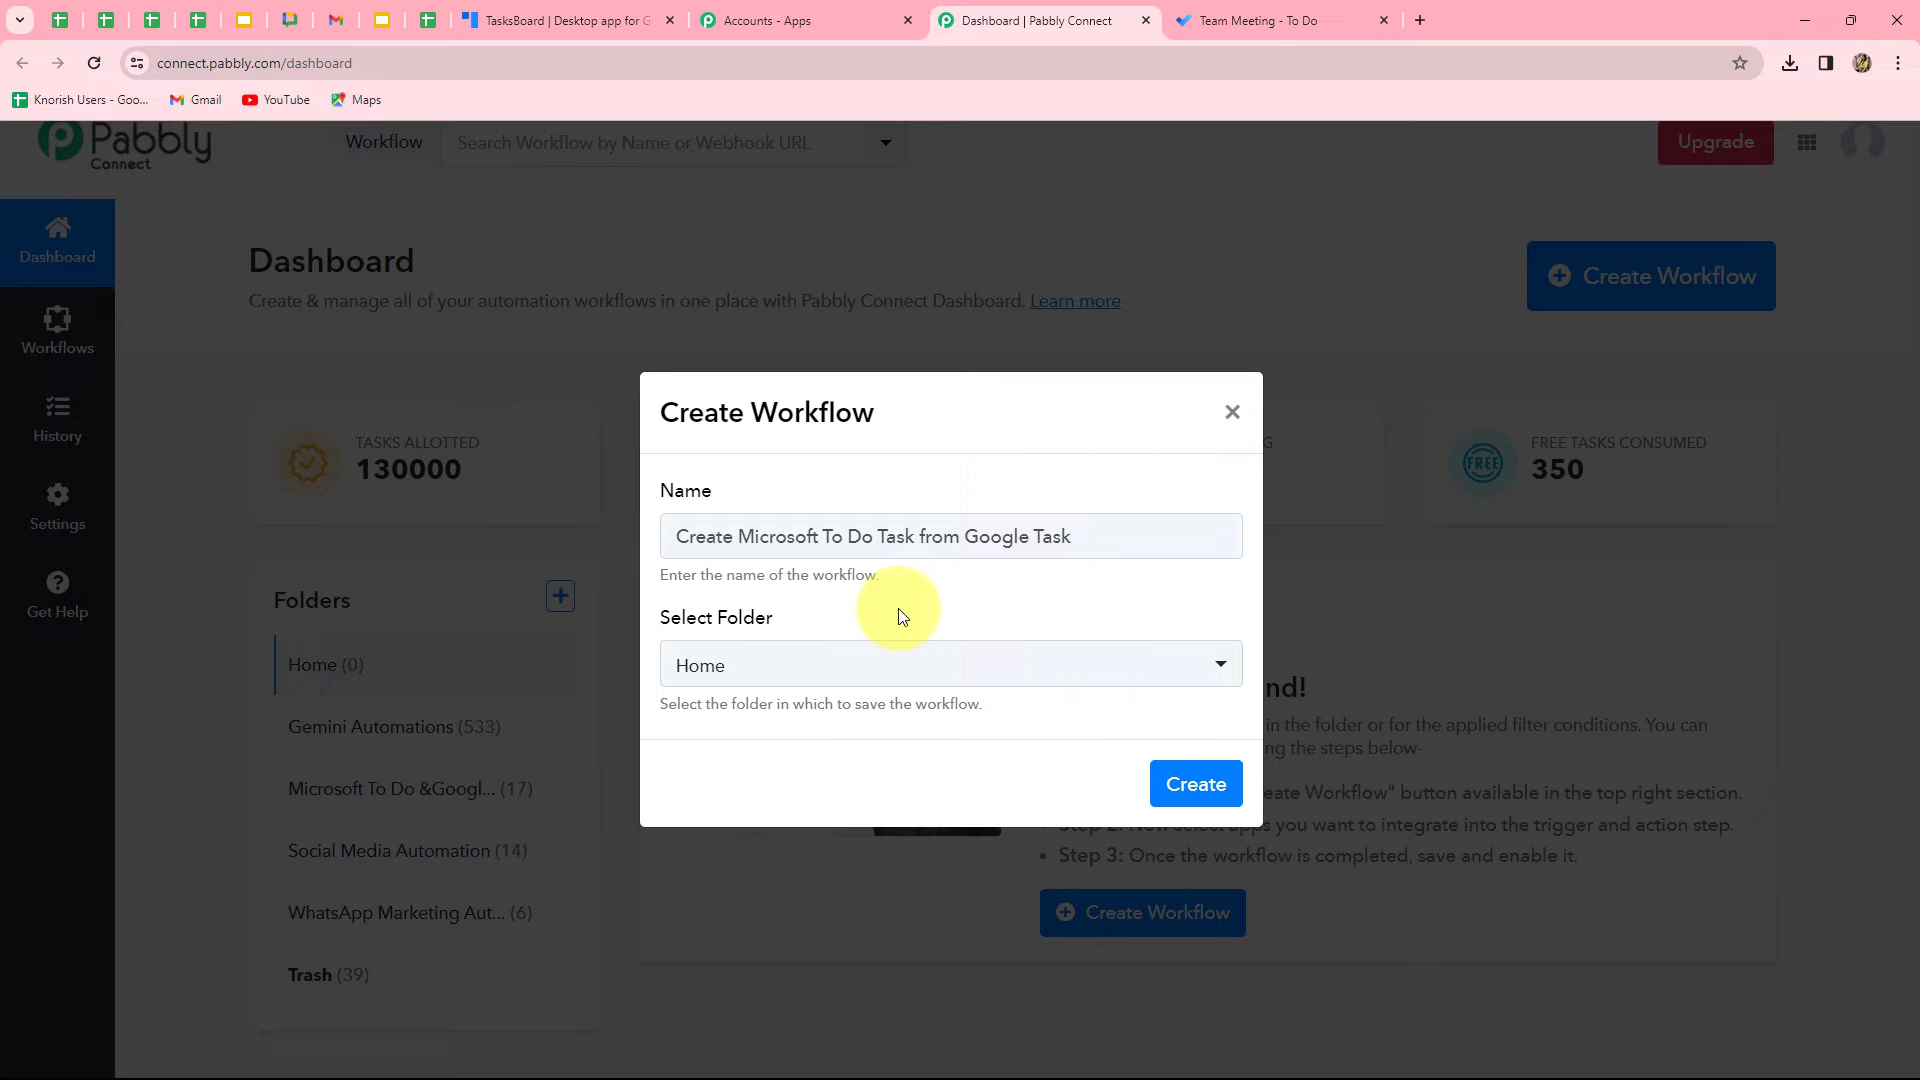 TasksBoard | Desktop app for G
Accounts - Apps
Dashboard | Pabbly Connect
Team Meeting - To Do
connect.pabbly.com/dashboard
Knorish Users - Goo...
Gmail
YouTube
Maps
Pabbly
Connect
Workflow
Search Workflow by Name or Webhook URL
Upgrade
Dashboard
Workflows
History
Settings
Get Help
Dashboard
Create & manage all of your automation workflows in one place with Pabbly Connect Dashboard. Learn more
Create Workflow
TASKS ALLOTTED
130000
G
FREE
FREE TASKS CONSUMED
350
Folders
Home (0)
Gemini Automations (533)
Microsoft To Do &Googl... (17)
Social Media Automation (14)
WhatsApp Marketing Aut... (6)
Trash (39)
Create Workflow
Name
Create Microsoft To Do Task from Google Task
Enter the name of the workflow.
Select Folder
Home
Select the folder in which to save the workflow.
Create
nd!
in the folder or for the applied filter conditions. You can
ng the steps below-
eate Workflow" button available in the top right section.
Step 2: Now select apps you want to integrate into the trigger and action step.
Step 3: Once the workflow is completed, save and enable it.
Create Workflow